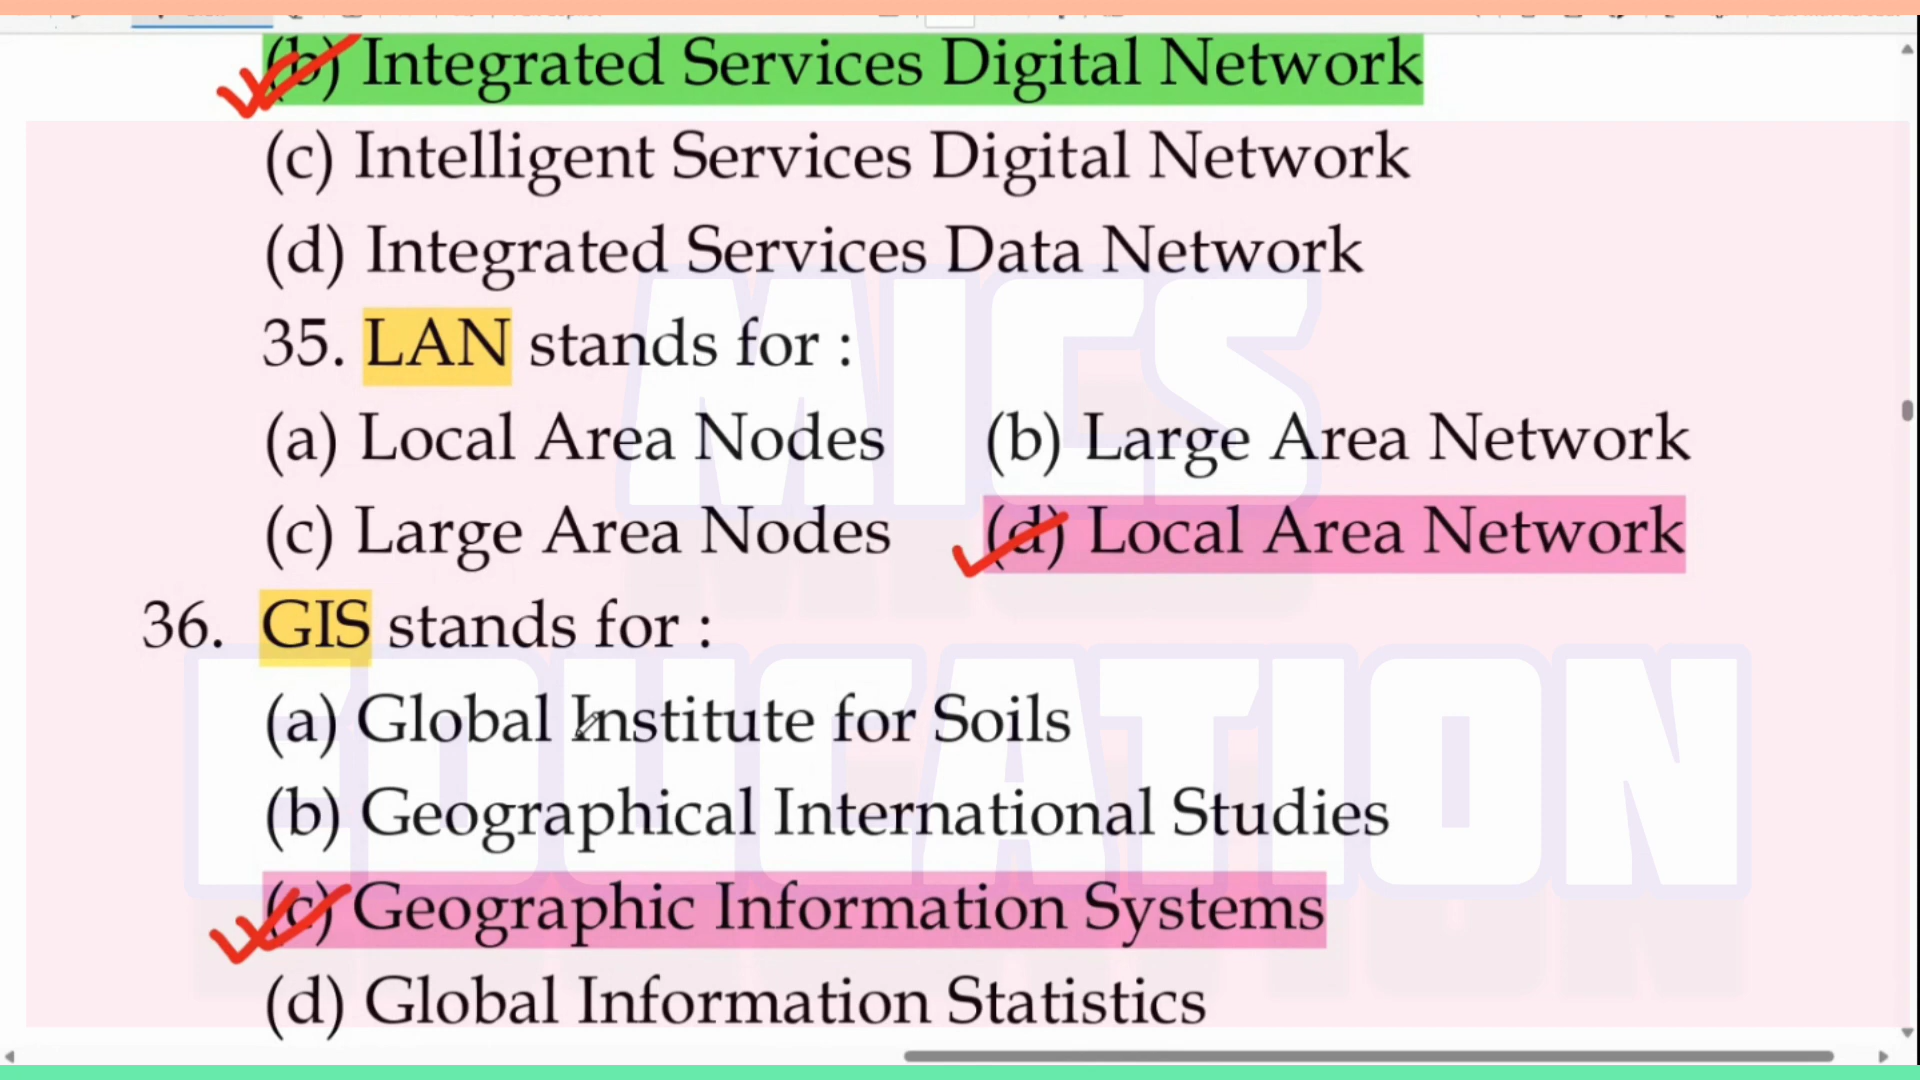 (b) Integrated Services Digital Network
(c) Intelligent Services Digital Network
(d) Integrated Services Data Network
35. LAN stands for :
(a) Local Area Nodes (b) Large Area Network
(c) Large Area Nodes (d) Local Area Network
36. GIS stands for :
(a) Global Institute for Soils
(b) Geographical International Studies
(c) Geographic Information Systems
(d) Global Information Statistics
MICS
EDUCATION